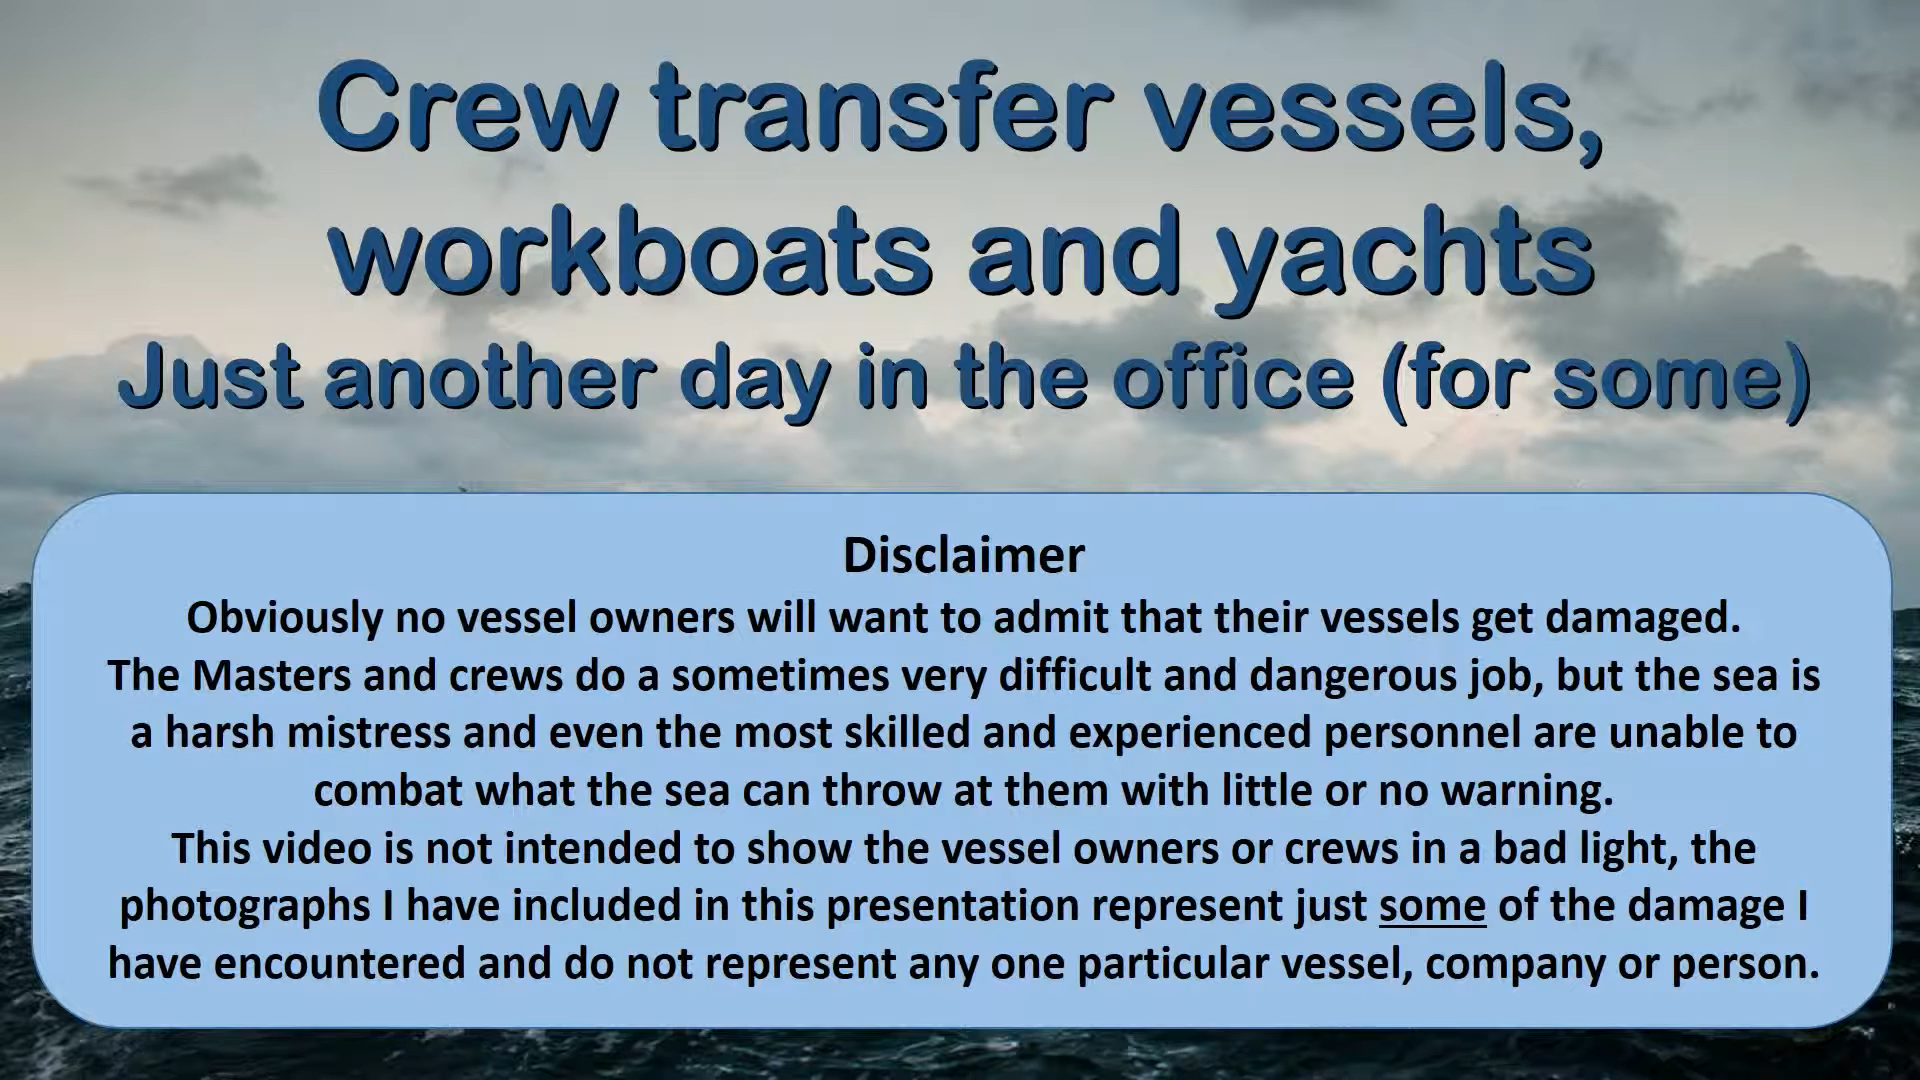 Crew transfer vessels,
workboats and yachts
Just another day in the office (for some)
Disclaimer
Obviously no vessel owners will want to admit that their vessels get damaged.
The Masters and crews do a sometimes very difficult and dangerous job, but the sea is
a harsh mistress and even the most skilled and experienced personnel are unable to
combat what the sea can throw at them with little or no warning.
This video is not intended to show the vessel owners or crews in a bad light, the
photographs I have included in this presentation represent just some of the damage I
have encountered and do not represent any one particular vessel, company or person.